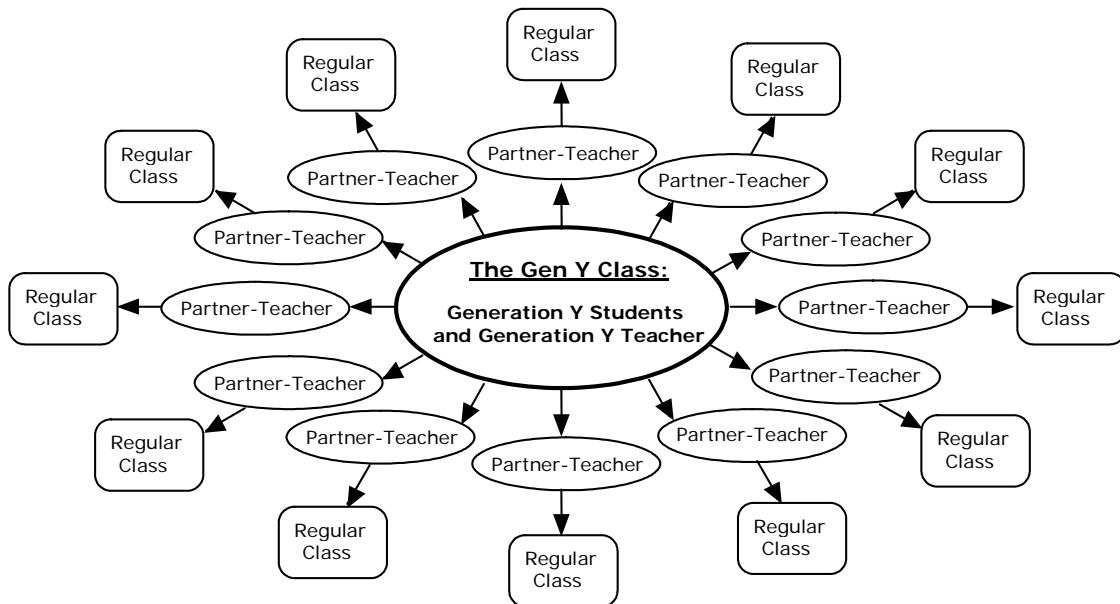 Regular
Class
Regular
Class
Regular
Class
Partner-Teacher
Regular
Class
Partner-Teacher
Partner-Teacher
Regular
Class
Partner-Teacher
Partner-Teacher
The Gen Y Class:
Generation Y Students
and Generation Y Teacher
Regular
Class
Partner-Teacher
Partner-Teacher
Regular
Class
Partner-Teacher
Partner-Teacher
Regular
Class
Partner-Teacher
Partner-Teacher
Regular
Class
Partner-Teacher
Regular
Class
Regular
Class
Regular
Class